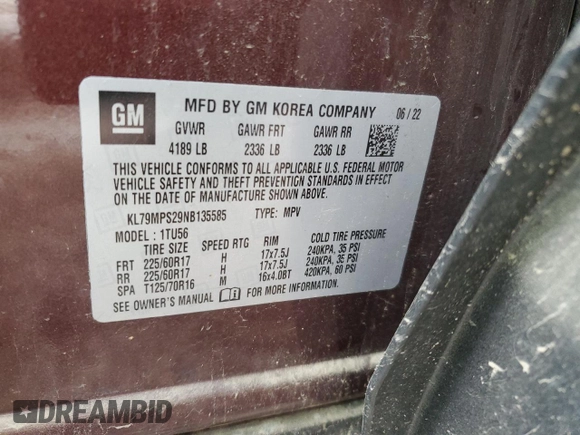 GM
MFD BY GM KOREA COMPANY 06/22
GVWR GAWR FRT GAWR RR
4189 LB 2336 LB 2336 LB
THIS VEHICLE CONFORMS TO ALL APPLICABLE U.S. FEDERAL MOTOR
VEHICLE SAFETY AND THEFT PREVENTION STANDARDS IN EFFECT
ON THE DATE OF MANUFACTURE SHOWN ABOVE.
KL79MPS29NB135585 TYPE: MPV
MODEL: 1TU56
TIRE SIZE SPEED RTG RIM COLD TIRE PRESSURE
FRT 225/60R17 H 17x7.5J 240KPA, 35 PSI
RR 225/60R17 H 17x7.5J 240KPA, 35 PSI
SPA T125/70R16 M 16x4.0BT 420KPA, 60 PSI
SEE OWNER'S MANUAL FOR MORE INFORMATION.
DREAMBID